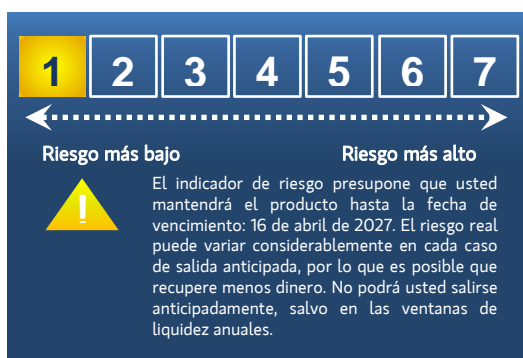 1 2 3 4 5 6 7
Riesgo más bajo Riesgo más alto
!
El indicador de riesgo presupone que usted
mantendrá el producto hasta la fecha de
vencimiento: 16 de abril de 2027. El riesgo real
puede variar considerablemente en cada caso
de salida anticipada, por lo que es posible que
recupere menos dinero. No podrá usted salirse
anticipadamente, salvo en las ventanas de
liquidez anuales.